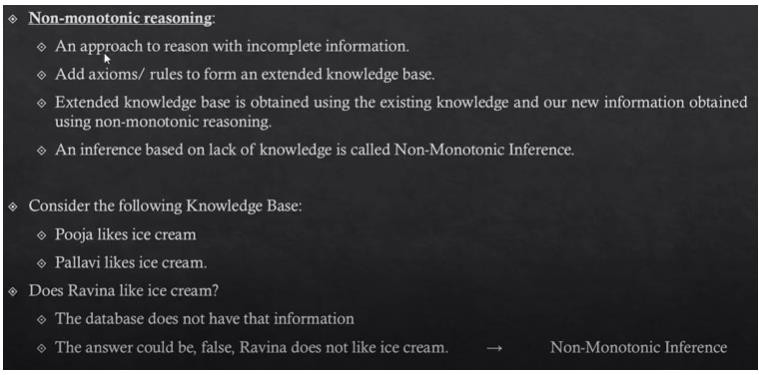 Non-monotonic reasoning:
An approach to reason with incomplete information.
Add axioms/ rules to form an extended knowledge base.
Extended knowledge base is obtained using the existing knowledge and our new information obtained
using non-monotonic reasoning.
An inference based on lack of knowledge is called Non-Monotonic Inference.
Consider the following Knowledge Base:
Pooja likes ice cream
Pallavi likes ice cream.
Does Ravina like ice cream?
The database does not have that information
The answer could be, false, Ravina does not like ice cream. → Non-Monotonic Inference